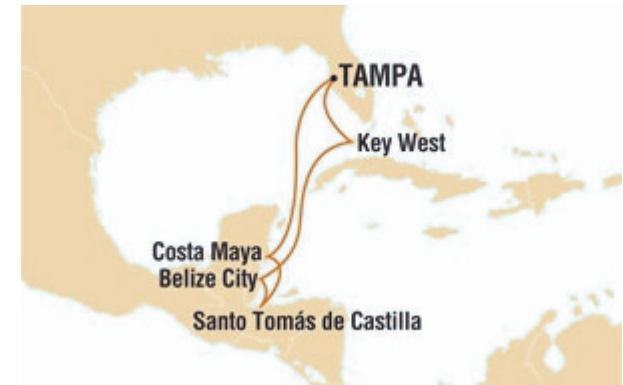 TAMPA
Key West
Costa Maya
Belize City
Santo Tomás de Castilla